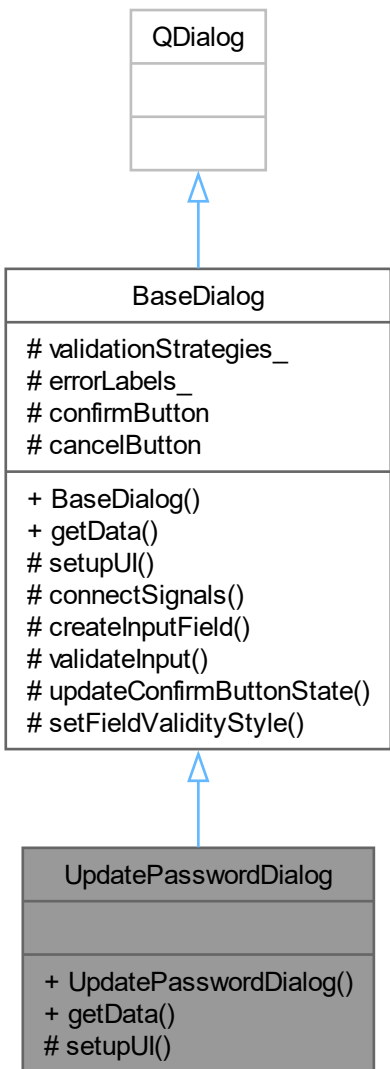 QDialog
BaseDialog
# validationStrategies_
# errorLabels_
# confirmButton
# cancelButton
+ BaseDialog()
+ getData()
# setupUI()
# connectSignals()
# createInputField()
# validateInput()
# updateConfirmButtonState()
# setFieldValidityStyle()
UpdatePasswordDialog
+ UpdatePasswordDialog()
+ getData()
# setupUI()